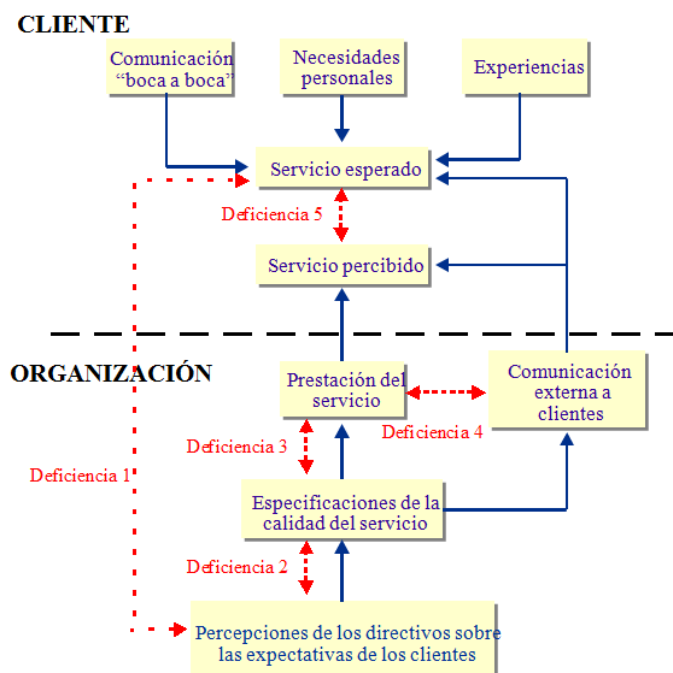 CLIENTE
Comunicación
“boca a boca”
Necesidades
personales
Experiencias
Servicio esperado
Deficiencia 5
Servicio percibido
ORGANIZACIÓN
Prestación del
servicio
Comunicación
externa a
clientes
Deficiencia 4
Deficiencia 3
Deficiencia 1
Especificaciones de la
calidad del servicio
Deficiencia 2
Percepciones de los directivos sobre
las expectativas de los clientes